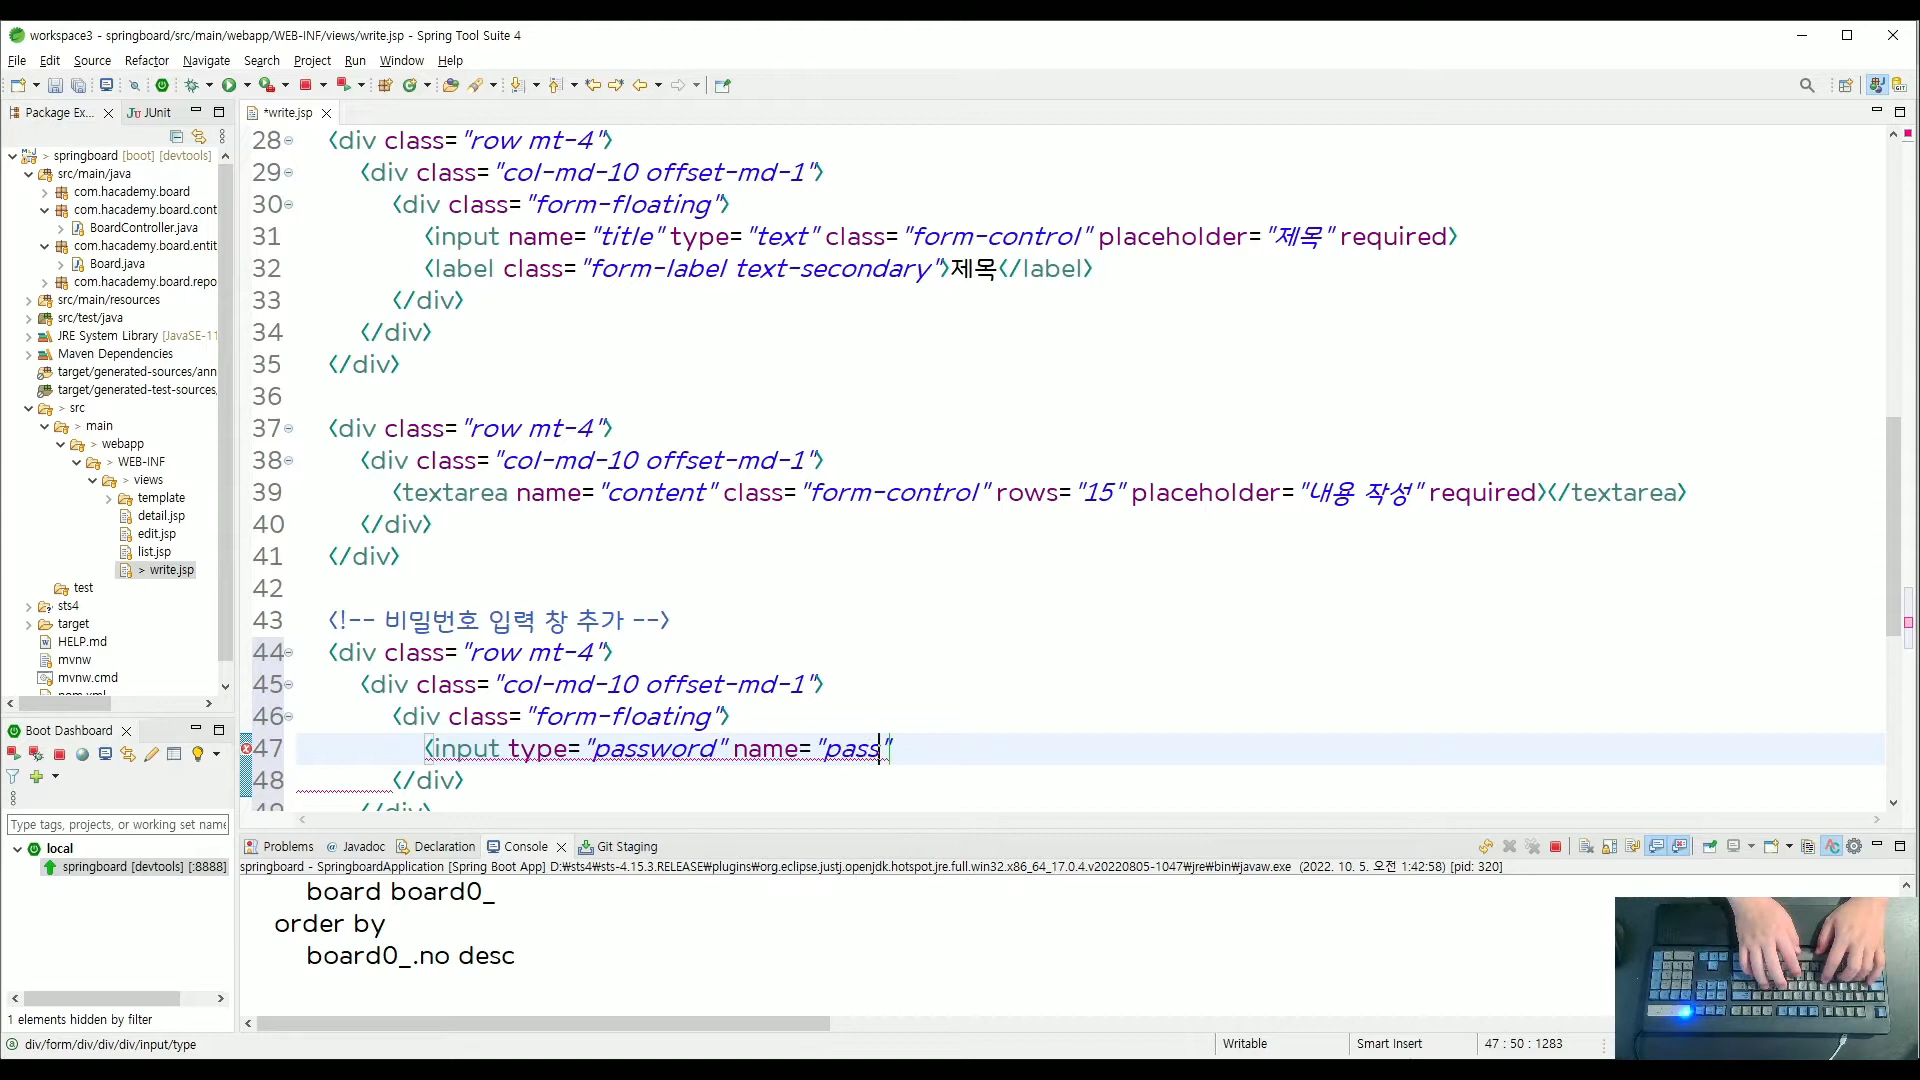 workspace3 - springboard/src/main/webapp/WEB-INF/views/write.jsp - Spring Tool Suite 4
File Edit Source Refactor Navigate Search Project Run Window Help
Package Ex...
JUnit
*write.jsp
springboard [boot] [devtools]
src/main/java
com.hacademy.board
com.hacademy.board.cont
BoardController.java
com.hacademy.board.entit
Board.java
com.hacademy.board.repo
src/main/resources
src/test/java
JRE System Library [JavaSE-11
Maven Dependencies
target/generated-sources/ann
target/generated-test-sources,
src
main
webapp
WEB-INF
views
template
detail.jsp
edit.jsp
list.jsp
write.jsp
test
sts4
target
HELP.md
mvnw
mvnw.cmd
28 <div class="row mt-4">
29 <div class="col-md-10 offset-md-1">
30 <div class="form-floating">
31 <input name="title" type="text" class="form-control" placeholder="제목" required>
32 <label class="form-label text-secondary">제목</label>
33 </div>
34 </div>
35 </div>
36
37 <div class="row mt-4">
38 <div class="col-md-10 offset-md-1">
39 <textarea name="content" class="form-control" rows="15" placeholder="내용 작성" required></textarea>
40 </div>
41 </div>
42
43 <!-- 비밀번호 입력 창 추가 -->
44 <div class="row mt-4">
45 <div class="col-md-10 offset-md-1">
46 <div class="form-floating">
47 <input type="password" name="pass"
48 </div>
Boot Dashboard
Type tags, projects, or working set name
local
springboard [devtools] [:8888]
1 elements hidden by filter
Problems
Javadoc
Declaration
Console
Git Staging
springboard - SpringboardApplication [Spring Boot App] D:₩sts4₩sts-4.15.3.RELEASE₩plugins₩org.eclipse.justj.openjdk.hotspot.jre.full.win32.x86_64_17.0.4.v20220805-1047₩jre₩bin₩javaw.exe (2022. 10. 5. 오전 1:42:58) [pid: 320]
board board0_
order by
board0_.no desc
div/form/div/div/div/input/type
Writable
Smart Insert
47 : 50 : 1283